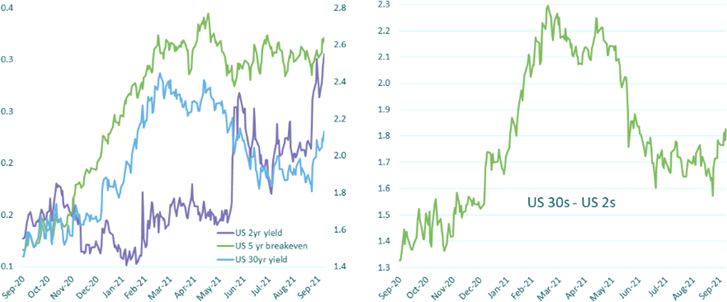 0.4
0.3
0.3
0.2
0.2
0.1
2.8
2.6
2.4
2.2
2.0
1.8
1.6
1.4
US 2yr yield
US 5 yr breakeven
US 30yr yield
Sep-20
Oct-20
Nov-20
Dec-20
Jan-21
Feb-21
Mar-21
Apr-21
May-21
Jun-21
Jul-21
Aug-21
Sep-21
2.3
2.2
2.1
2.0
1.9
1.8
1.7
1.6
1.5
1.4
1.3
US 30s - US 2s
Sep-20
Oct-20
Nov-20
Dec-20
Jan-21
Feb-21
Mar-21
Apr-21
May-21
Jun-21
Jul-21
Aug-21
Sep-21